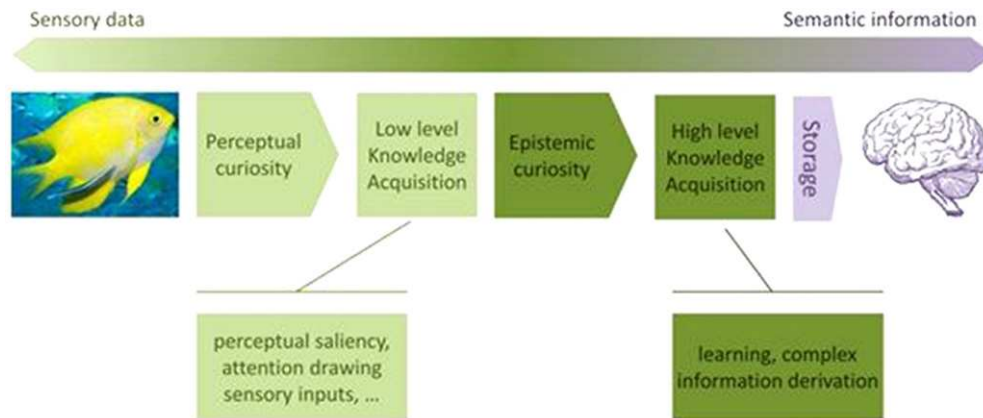 Sensory data
Semantic information
Perceptual
curiosity
Low level
Knowledge
Acquisition
Epistemic
curiosity
High level
Knowledge
Acquisition
Storage
perceptual saliency,
attention drawing
sensory inputs, ...
learning, complex
information derivation